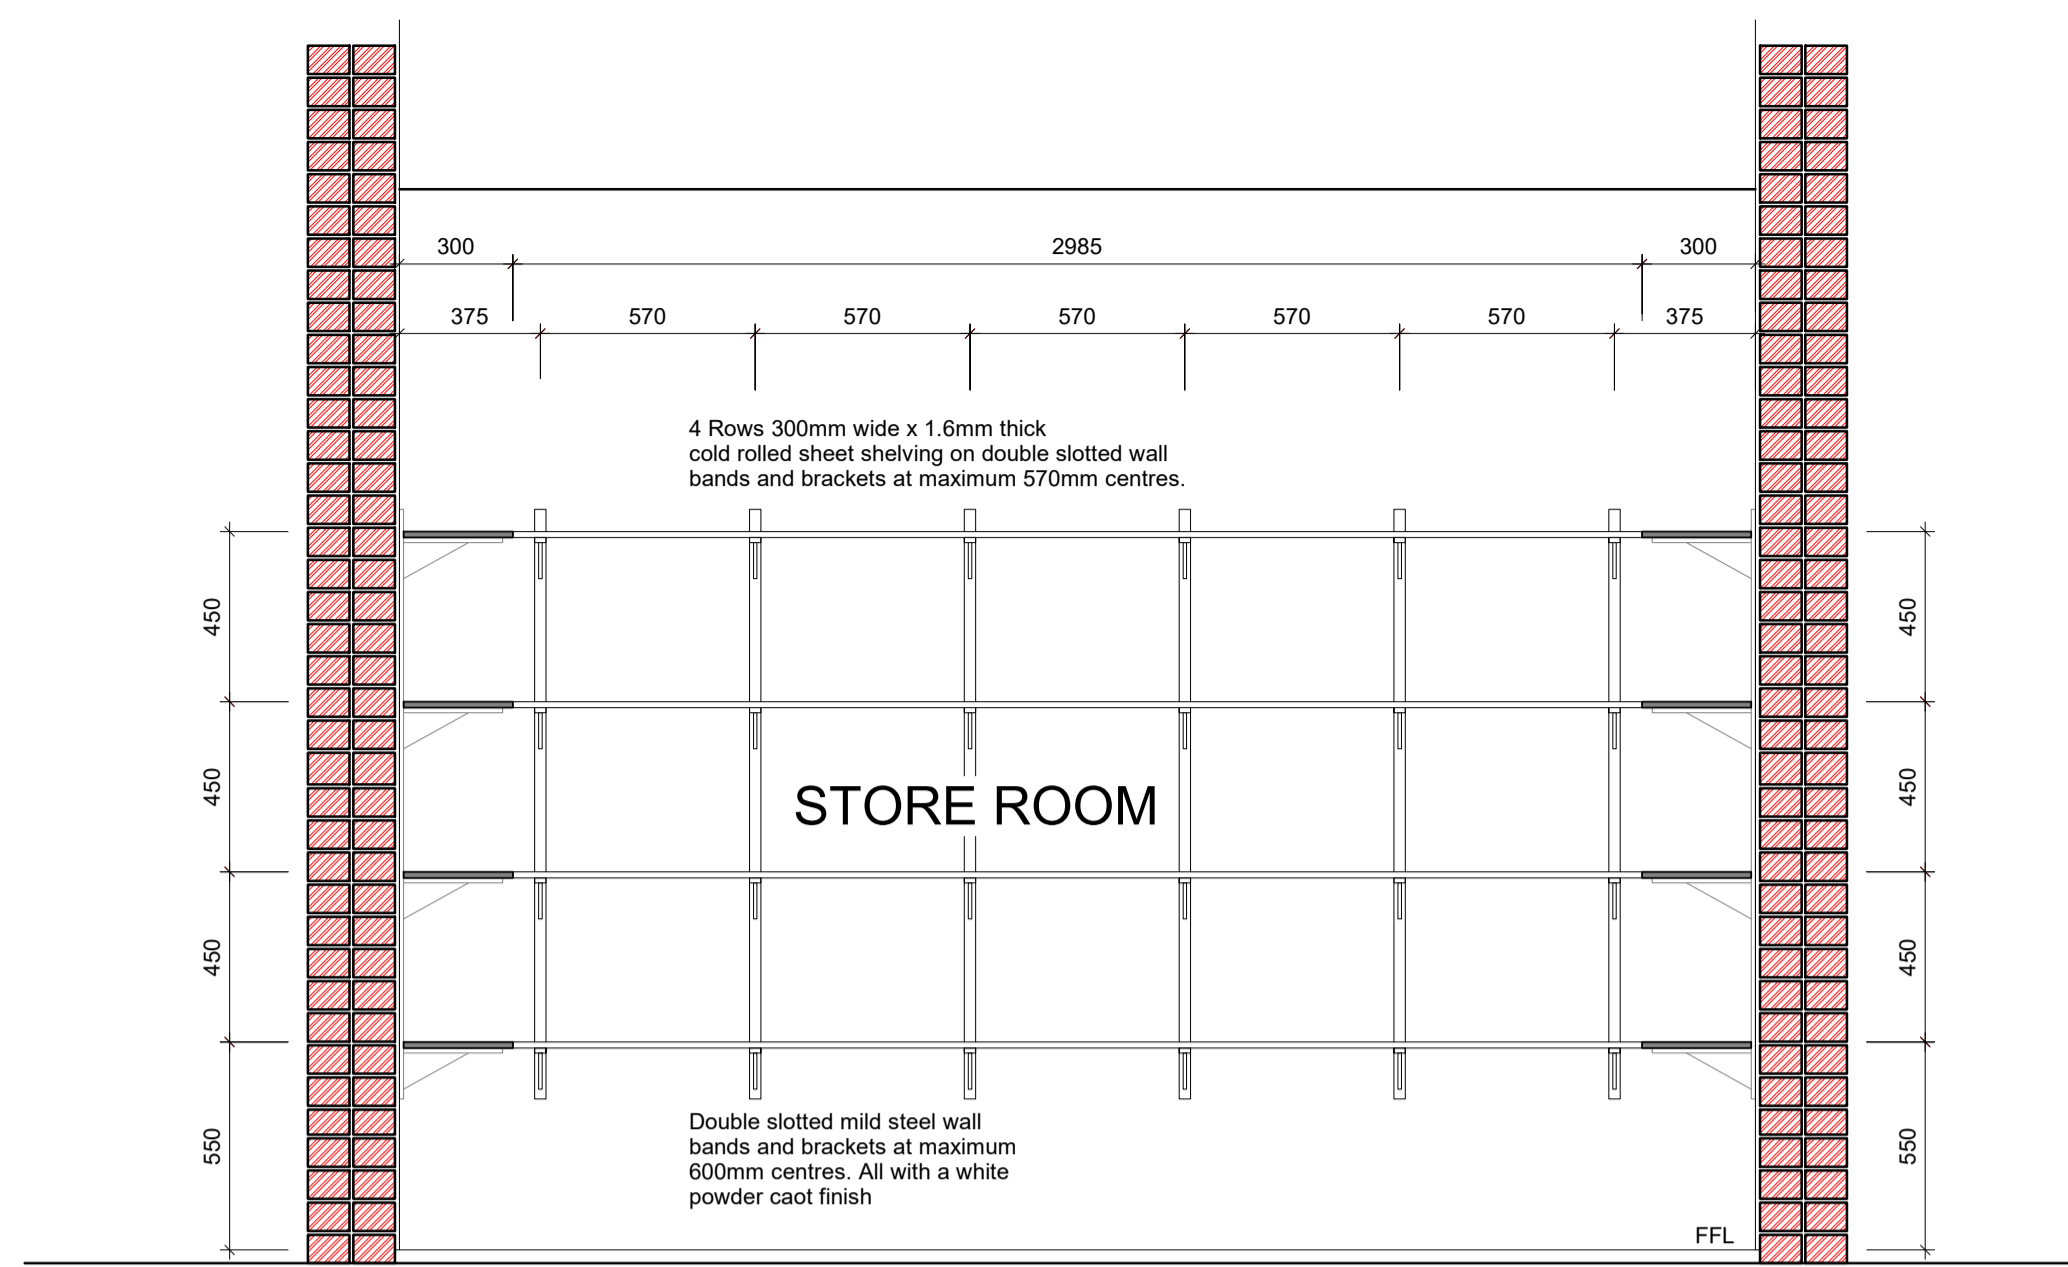 300 2985 300
375 570 570 570 570 570 375
4 Rows 300mm wide x 1.6mm thick
cold rolled sheet shelving on double slotted wall
bands and brackets at maximum 570mm centres.
450 450
450 450
STORE ROOM
450 450
550 550
Double slotted mild steel wall
bands and brackets at maximum
600mm centres. All with a white
powder caot finish
FFL